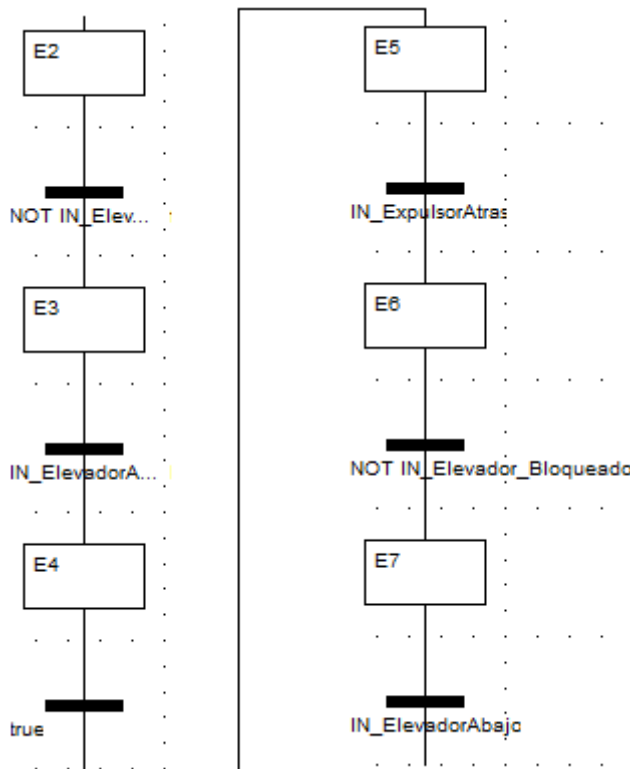 E2
NOT IN_Elev...
E3
IN_ElevadorA...
E4
true
E5
IN_ExpulsorAtras
E6
NOT IN_Elevador_Bloqueado
E7
IN_ElevadorAbajo